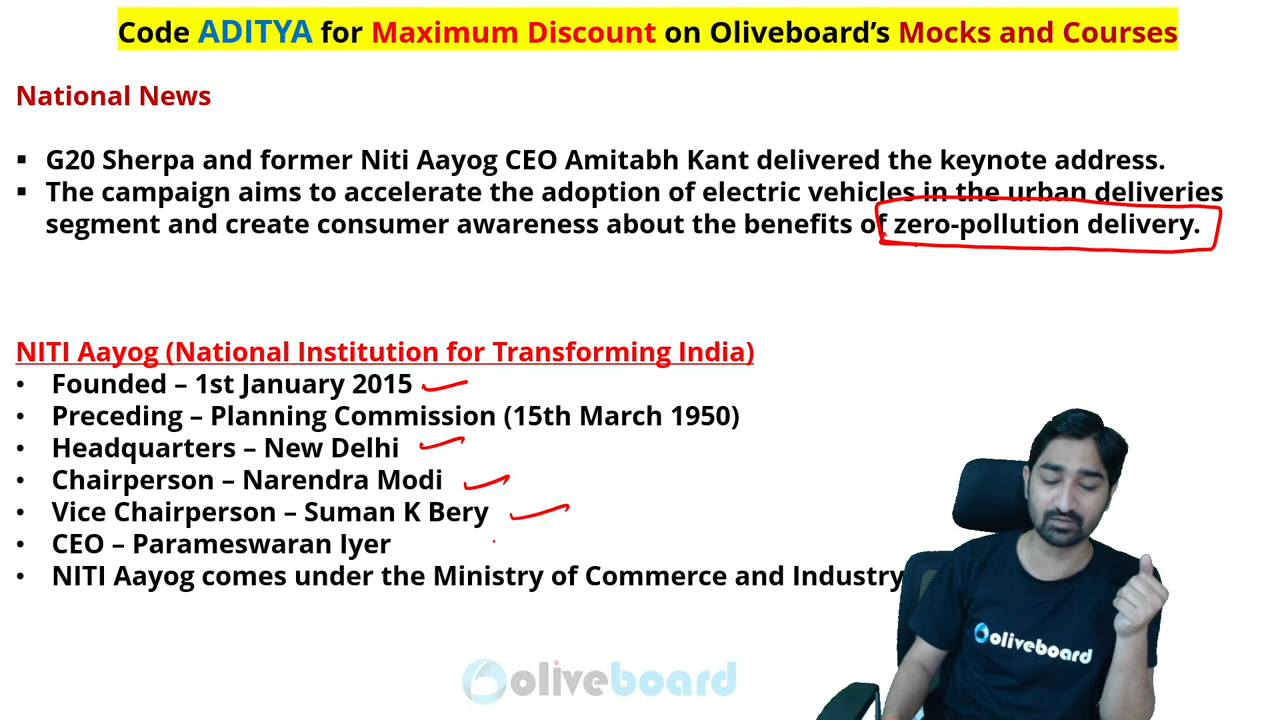 Code ADITYA for Maximum Discount on Oliveboard’s Mocks and Courses
National News
▪ G20 Sherpa and former Niti Aayog CEO Amitabh Kant delivered the keynote address.
▪ The campaign aims to accelerate the adoption of electric vehicles in the urban deliveries
segment and create consumer awareness about the benefits of zero-pollution delivery.
NITI Aayog (National Institution for Transforming India)
• Founded – 1st January 2015
• Preceding – Planning Commission (15th March 1950)
• Headquarters – New Delhi
• Chairperson – Narendra Modi
• Vice Chairperson – Suman K Bery
• CEO – Parameswaran Iyer
• NITI Aayog comes under the Ministry of Commerce and Industry
oliveboard
oliveboard